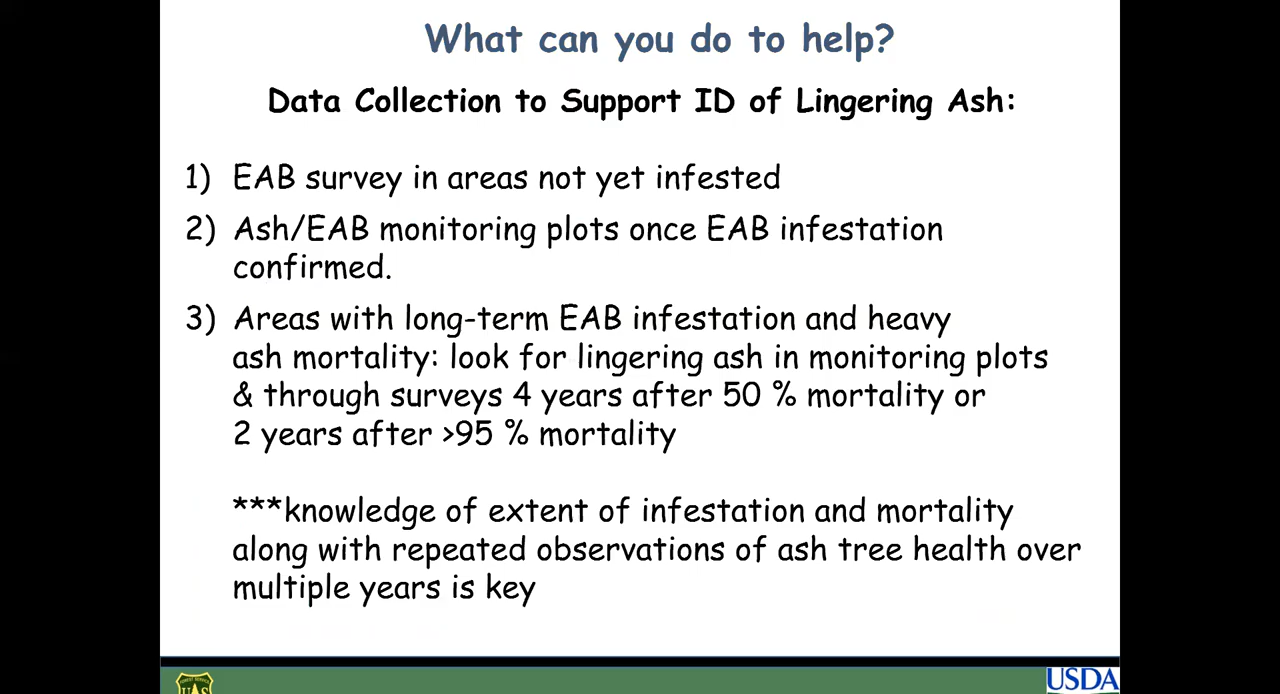 What can you do to help?
Data Collection to Support ID of Lingering Ash:
1) EAB survey in areas not yet infested
2) Ash/EAB monitoring plots once EAB infestation
confirmed.
3) Areas with long-term EAB infestation and heavy
ash mortality: look for lingering ash in monitoring plots
& through surveys 4 years after 50 % mortality or
2 years after >95 % mortality
***knowledge of extent of infestation and mortality
along with repeated observations of ash tree health over
multiple years is key
UAS
USDA